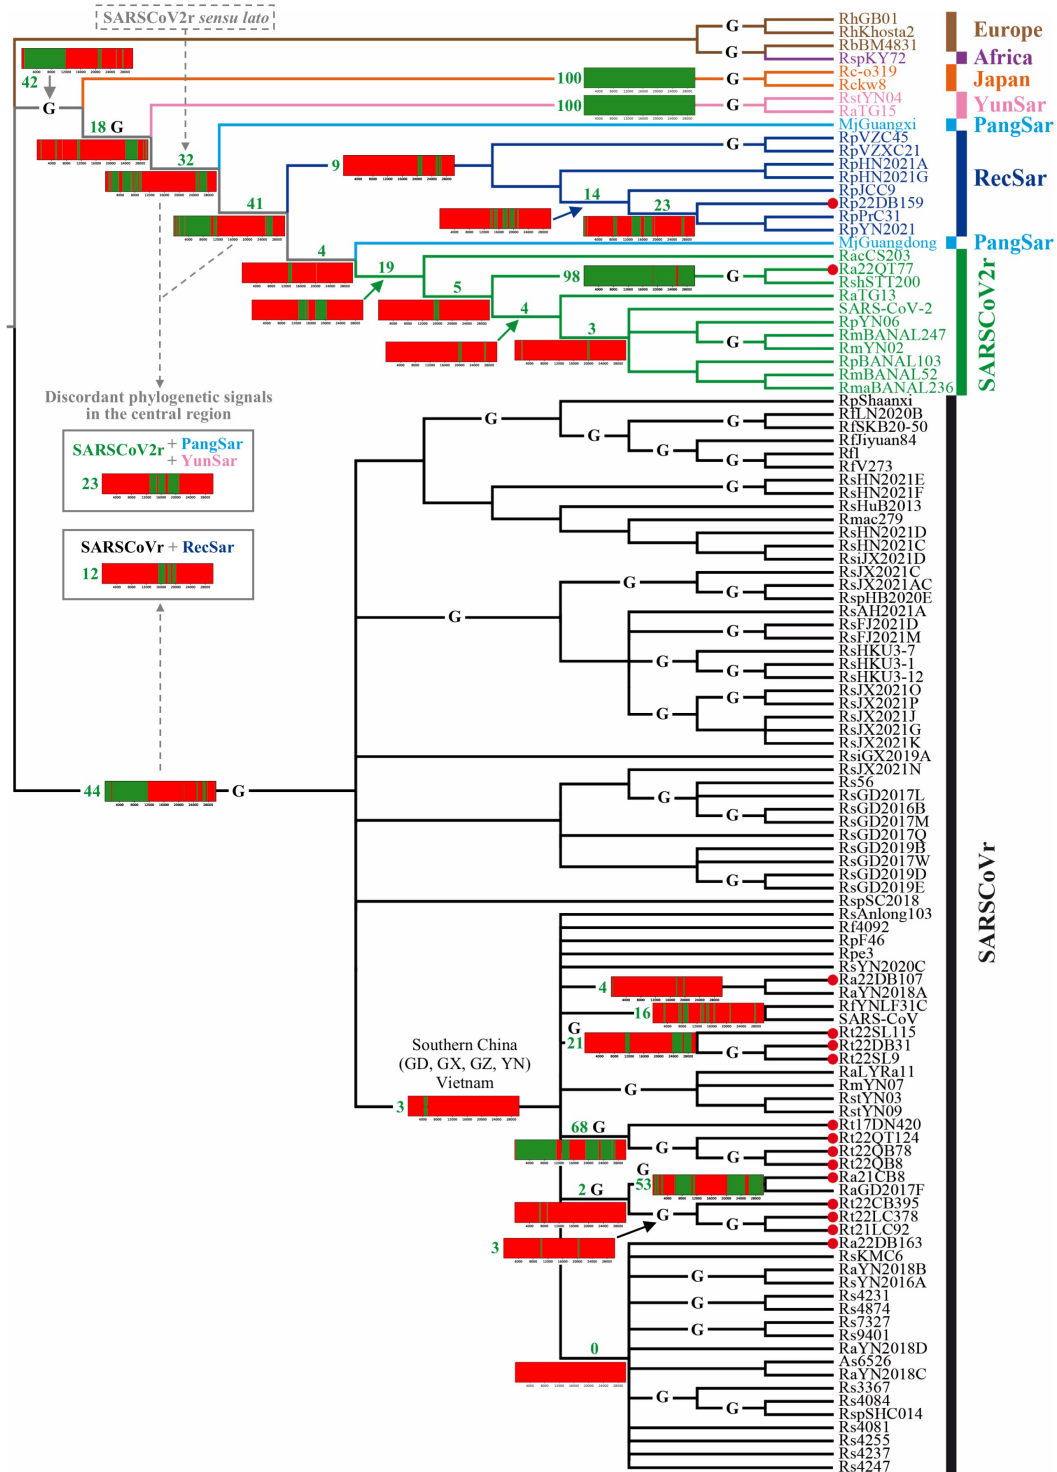 SARSCoV2r sensu lato
RhGB01
RhKhosta2
RbBM4831
RspKY72
Rc-o319
Rckw8
RstYN04
RaTG15
MjGuangxi
RpVZC45
RpVZXC21
RpHN2021A
RpHN2021G
RpJCC9
Rp22DB159
RpPrC31
RpYN2021
MjGuangdong
RacCS203
Ra22QT77
RshSTT200
RaTG13
SARS-CoV-2
RpYN06
RmBANAL247
RmYN02
RpBANAL103
RmBANAL52
RmaBANAL236
RpShaanxi
RfLN2020B
RfSKB20-50
RfJiyuan84
Rf1
RfV273
RsHN2021E
RsHN2021F
RsHuB2013
Rmac279
RsHN2021D
RsHN2021C
RsiJX2021D
RsJX2021C
RsJX2021AC
RspHB2020E
RsAH2021A
RsFJ2021D
RsFJ2021M
RsHKU3-7
RsHKU3-1
RsHKU3-12
RsJX2021O
RsJX2021P
RsJX2021J
RsJX2021G
RsJX2021K
RsiGX2019A
RsJX2021N
Rs56
RsGD2017L
RsGD2016B
RsGD2017M
RsGD2017Q
RsGD2019B
RsGD2017W
RsGD2019D
RsGD2019E
RspSC2018
RsAnlong103
Rf4092
RpF46
Rpe3
RsYN2020C
Ra22DB107
RaYN2018A
RfYNLF31C
SARS-CoV
Rt22SL115
Rt22DB31
Rt22SL9
RaLYRa11
RmYN07
RstYN03
RstYN09
Rt17DN420
Rt22QT124
Rt22QB78
Rt22QB8
Ra21CB8
RaGD2017F
Rt22CB395
Rt22LC378
Rt21LC92
Ra22DB163
RsKMC6
RaYN2018B
RsYN2016A
Rs4231
Rs4874
Rs7327
Rs9401
RaYN2018D
As6526
RaYN2018C
Rs3367
Rs4084
RspSHC014
Rs4081
Rs4255
Rs4237
Rs4247
Europe
Africa
Japan
YunSar
PangSar
RecSar
PangSar
SARSCoV2r
SARSCoVr
42
G
18 G
32
41
4
19
5
4
3
100
G
100
G
9
14
23
98
G
Discordant phylogenetic signals
in the central region
SARSCoV2r + PangSar
+ YunSar
23
SARSCoVr + RecSar
12
44
G
Southern China
(GD, GX, GZ, YN)
Vietnam
3
4
16
G
21
68 G
G
53
2 G
3
0